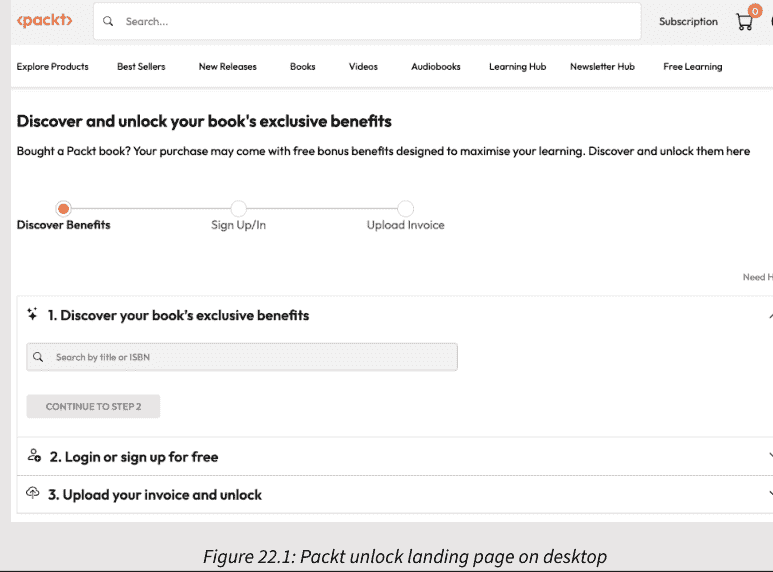 <packt>
Search...
Subscription
0
Explore Products Best Sellers New Releases Books Videos Audiobooks Learning Hub Newsletter Hub Free Learning
Discover and unlock your book's exclusive benefits
Bought a Packt book? Your purchase may come with free bonus benefits designed to maximise your learning. Discover and unlock them here
Discover Benefits Sign Up/In Upload Invoice
Need
1. Discover your book's exclusive benefits
Search by title or ISBN
CONTINUE TO STEP 2
2. Login or sign up for free
3. Upload your invoice and unlock
Figure 22.1: Packt unlock landing page on desktop